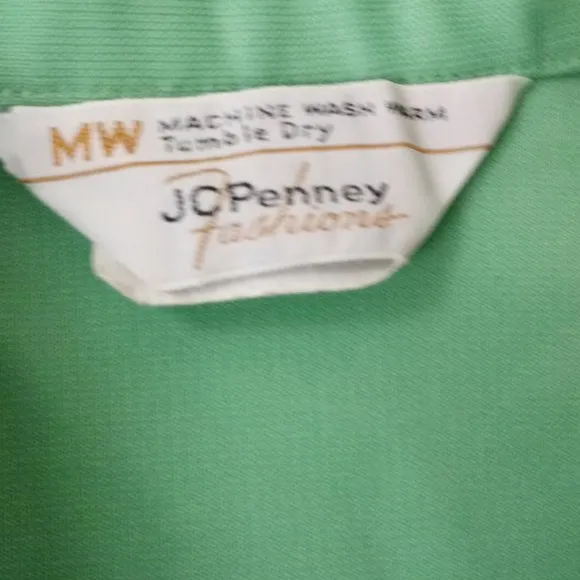 MW MACHINE WASH WARM
Tumble Dry
JCPenney
fashions